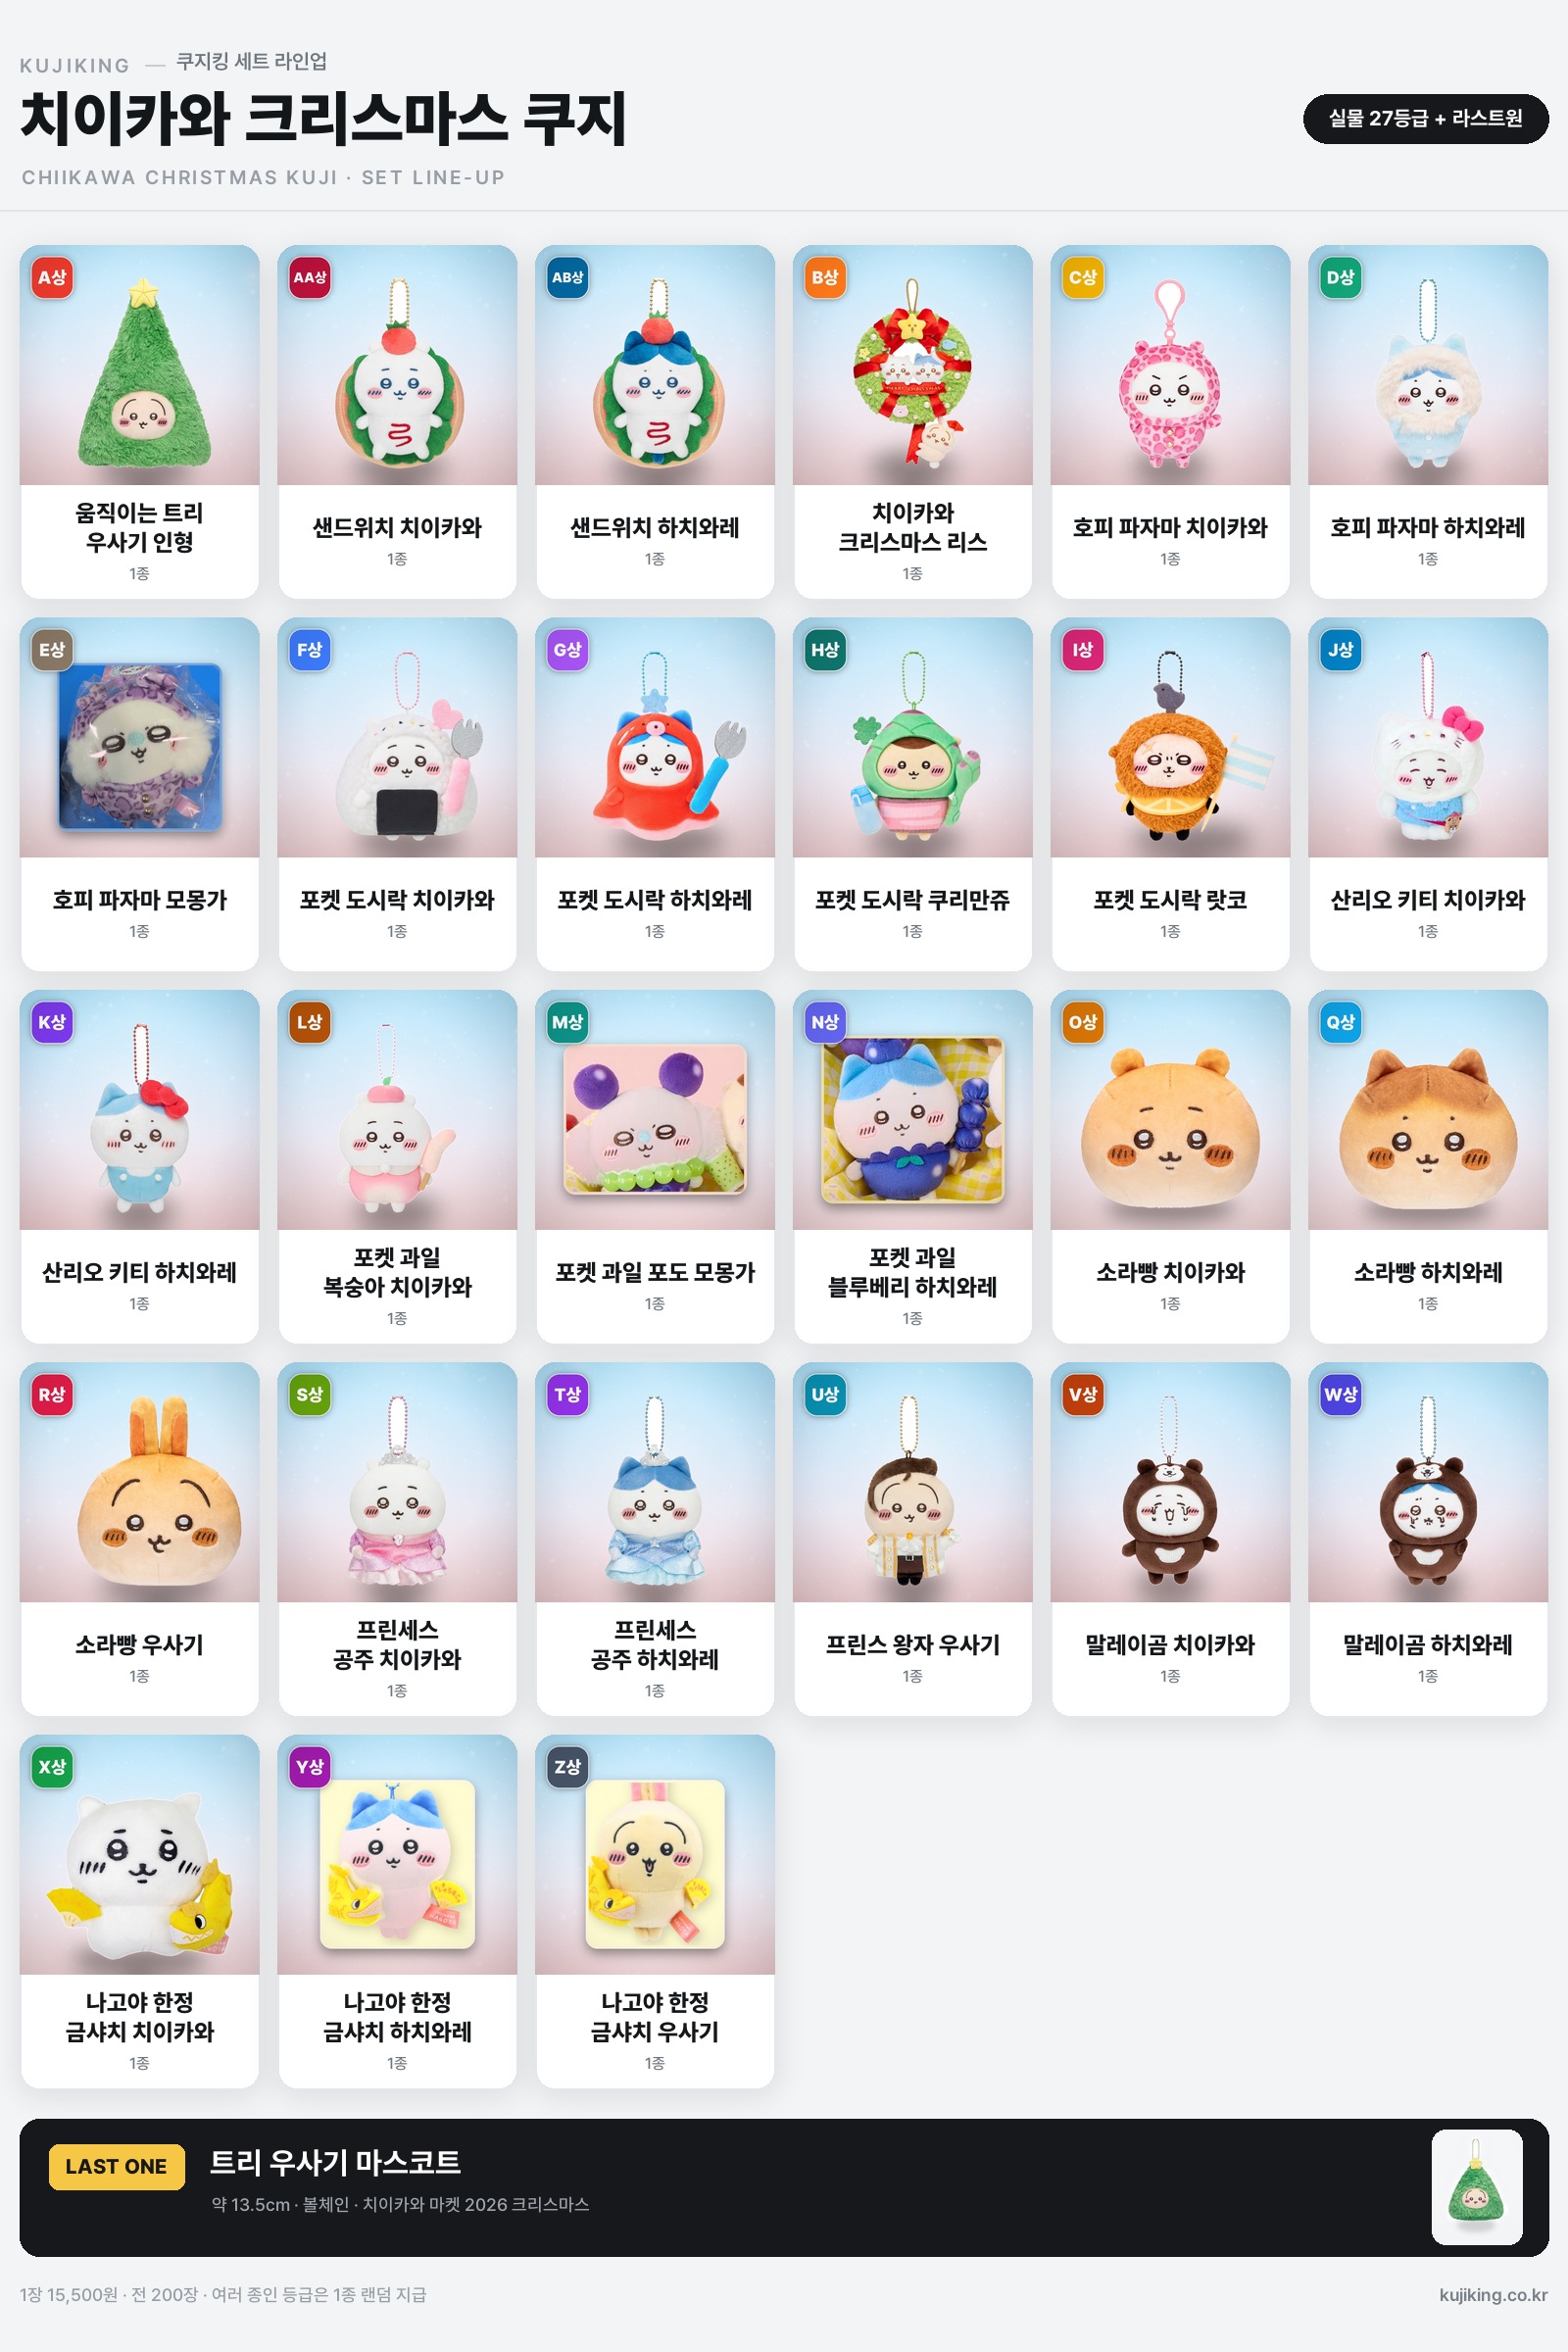 KUJIKING — 쿠지킹 세트 라인업
치이카와 크리스마스 쿠지
실물 27등급 + 라스트원
CHIIKAWA CHRISTMAS KUJI · SET LINE-UP
A상
움직이는 트리
우사기 인형
1종
AA상
샌드위치 치이카와
1종
AB상
샌드위치 하치와레
1종
B상
MERRY CHRISTMAS
치이카와
크리스마스 리스
1종
C상
호피 파자마 치이카와
1종
D상
호피 파자마 하치와레
1종
E상
호피 파자마 모몽가
1종
F상
포켓 도시락 치이카와
1종
G상
포켓 도시락 하치와레
1종
H상
포켓 도시락 쿠리만쥬
1종
I상
포켓 도시락 랏코
1종
J상
산리오 키티 치이카와
1종
K상
산리오 키티 하치와레
1종
L상
포켓 과일
복숭아 치이카와
1종
M상
포켓 과일 포도 모몽가
1종
N상
포켓 과일
블루베리 하치와레
1종
O상
소라빵 치이카와
1종
Q상
소라빵 하치와레
1종
R상
소라빵 우사기
1종
S상
프린세스
공주 치이카와
1종
T상
프린세스
공주 하치와레
1종
U상
프린스 왕자 우사기
1종
V상
말레이곰 치이카와
1종
W상
말레이곰 하치와레
1종
X상
나고야 한정
금샤치 치이카와
1종
Y상
나고야 한정
금샤치 하치와레
1종
Z상
나고야 한정
금샤치 우사기
1종
LAST ONE
트리 우사기 마스코트
약 13.5cm · 볼체인 · 치이카와 마켓 2026 크리스마스
1장 15,500원 · 전 200장 · 여러 종인 등급은 1종 랜덤 지급
kujiking.co.kr